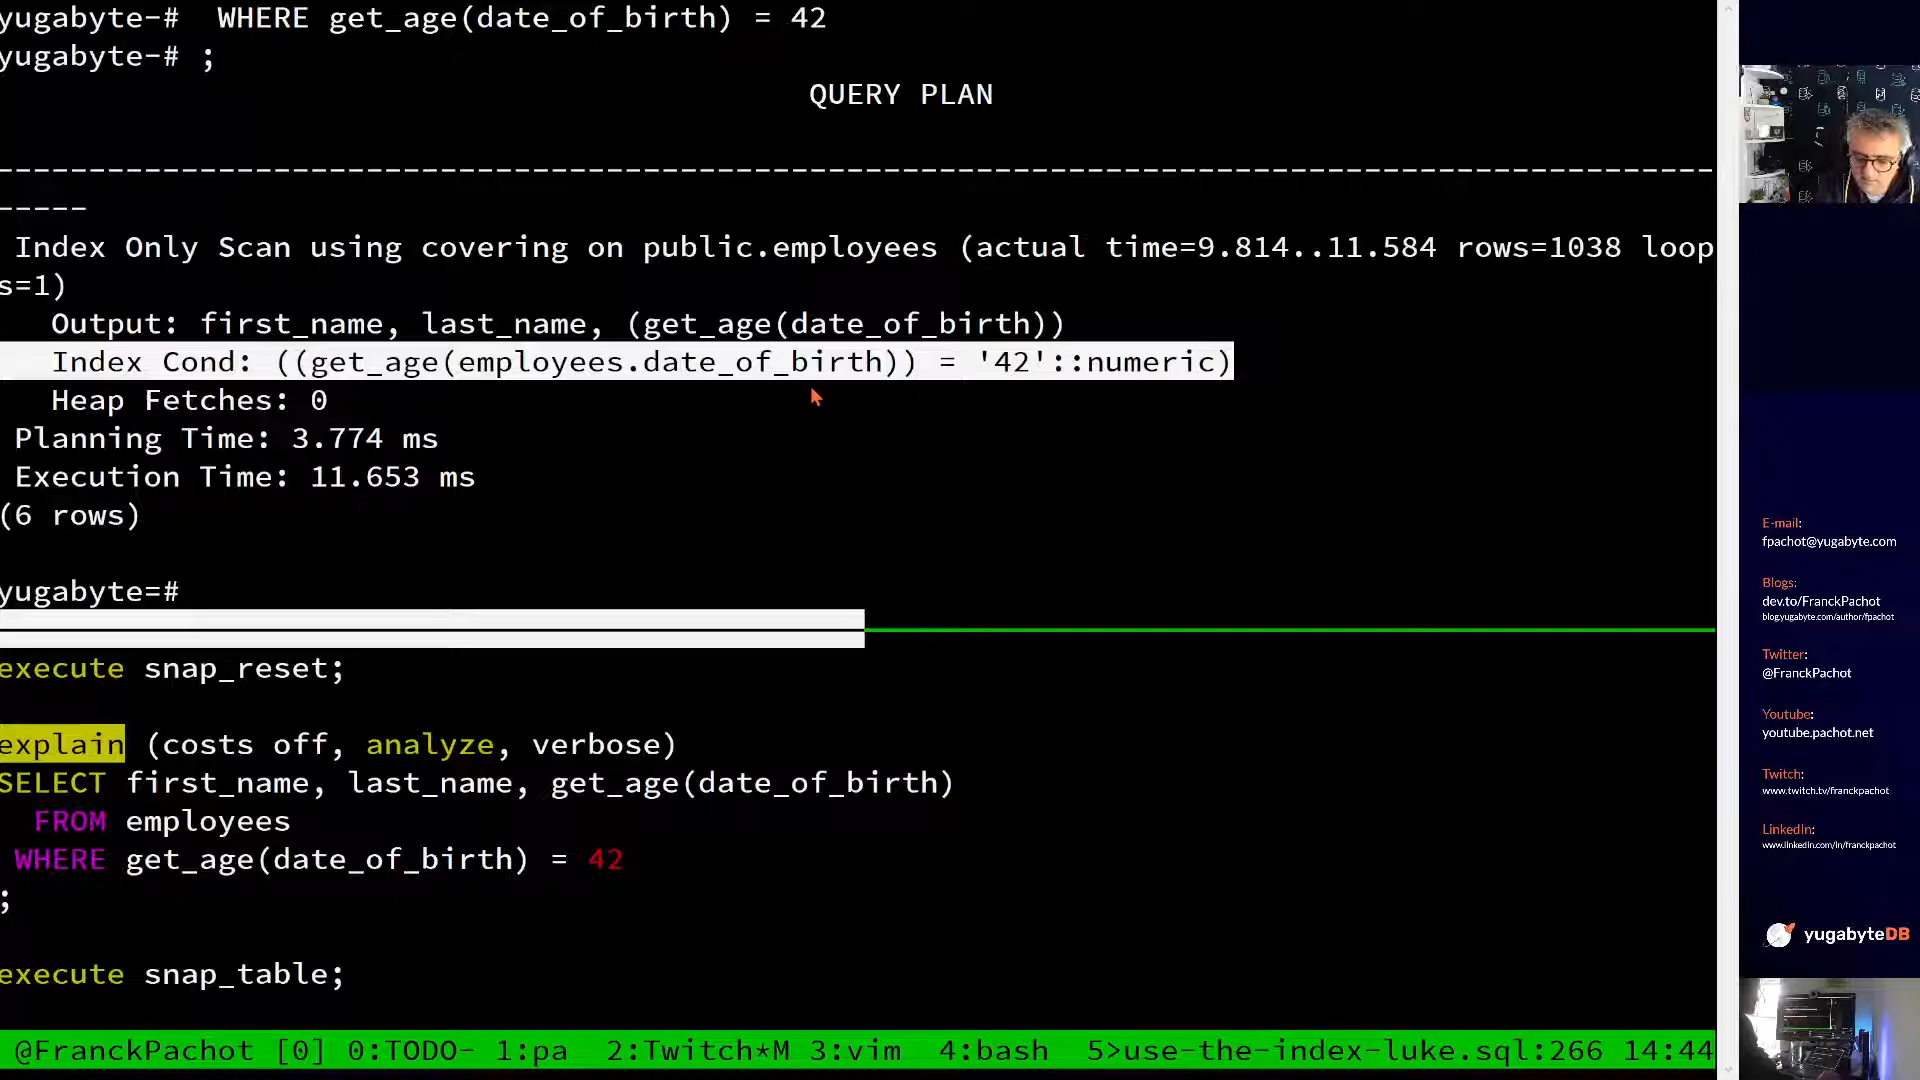 yugabyte-#  WHERE get_age(date_of_birth) = 42
yugabyte-# ;
QUERY PLAN
---------------------------------------------------------------------------------------------
-----
Index Only Scan using covering on public.employees (actual time=9.814..11.584 rows=1038 loop
s=1)
Output: first_name, last_name, (get_age(date_of_birth))
Index Cond: ((get_age(employees.date_of_birth)) = '42'::numeric)
Heap Fetches: 0
Planning Time: 3.774 ms
Execution Time: 11.653 ms
(6 rows)
yugabyte=#
execute snap_reset;
explain (costs off, analyze, verbose)
SELECT first_name, last_name, get_age(date_of_birth)
FROM employees
WHERE get_age(date_of_birth) = 42
;
execute snap_table;
@FranckPachot [0] 0:TODO- 1:pa  2:Twitch*M 3:vim  4:bash  5>use-the-index-luke.sql:266 14:44
E-mail:
fpachot@yugabyte.com
Blogs:
dev.to/FranckPachot
blog.yugabyte.com/author/fpachot
Twitter:
@FranckPachot
Youtube:
youtube.pachot.net
Twitch:
www.twitch.tv/franckpachot
LinkedIn:
www.linkedin.com/in/franckpachot
yugabyteDB